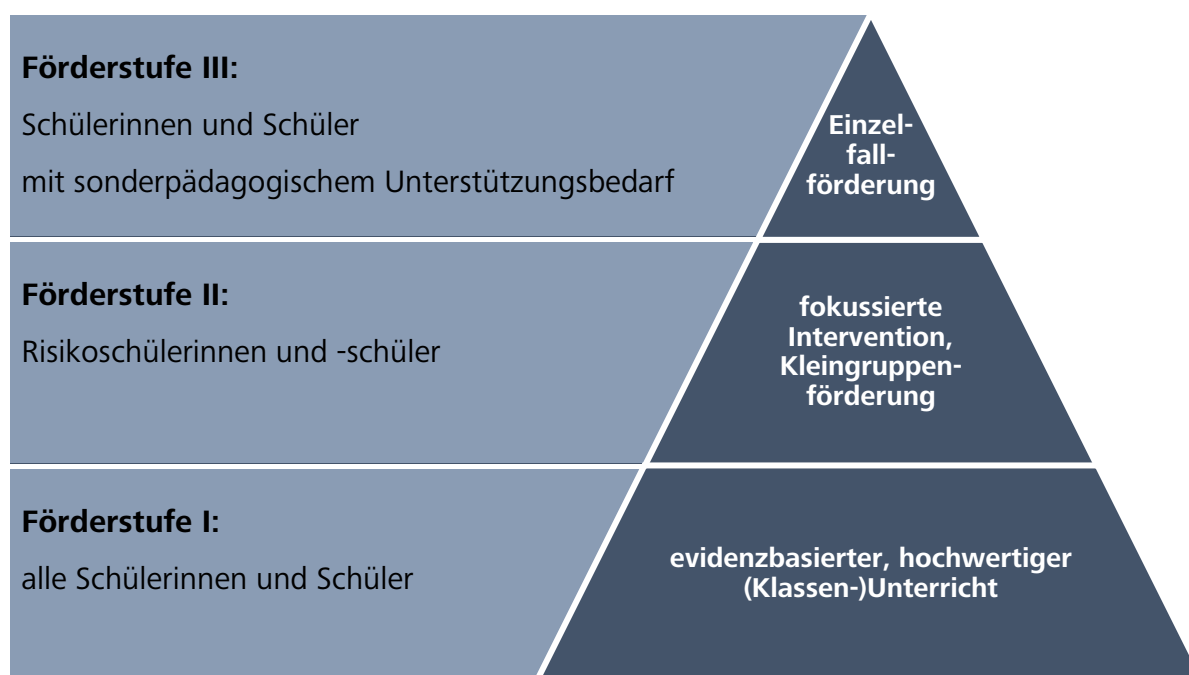 Förderstufe III:
Schülerinnen und Schüler
mit sonderpädagogischem Unterstützungsbedarf
Einzel-
fall-
förderung
Förderstufe II:
Risikoschülerinnen und -schüler
fokussierte
Intervention,
Kleingruppen-
förderung
Förderstufe I:
alle Schülerinnen und Schüler
evidenzbasierter, hochwertiger
(Klassen-)Unterricht